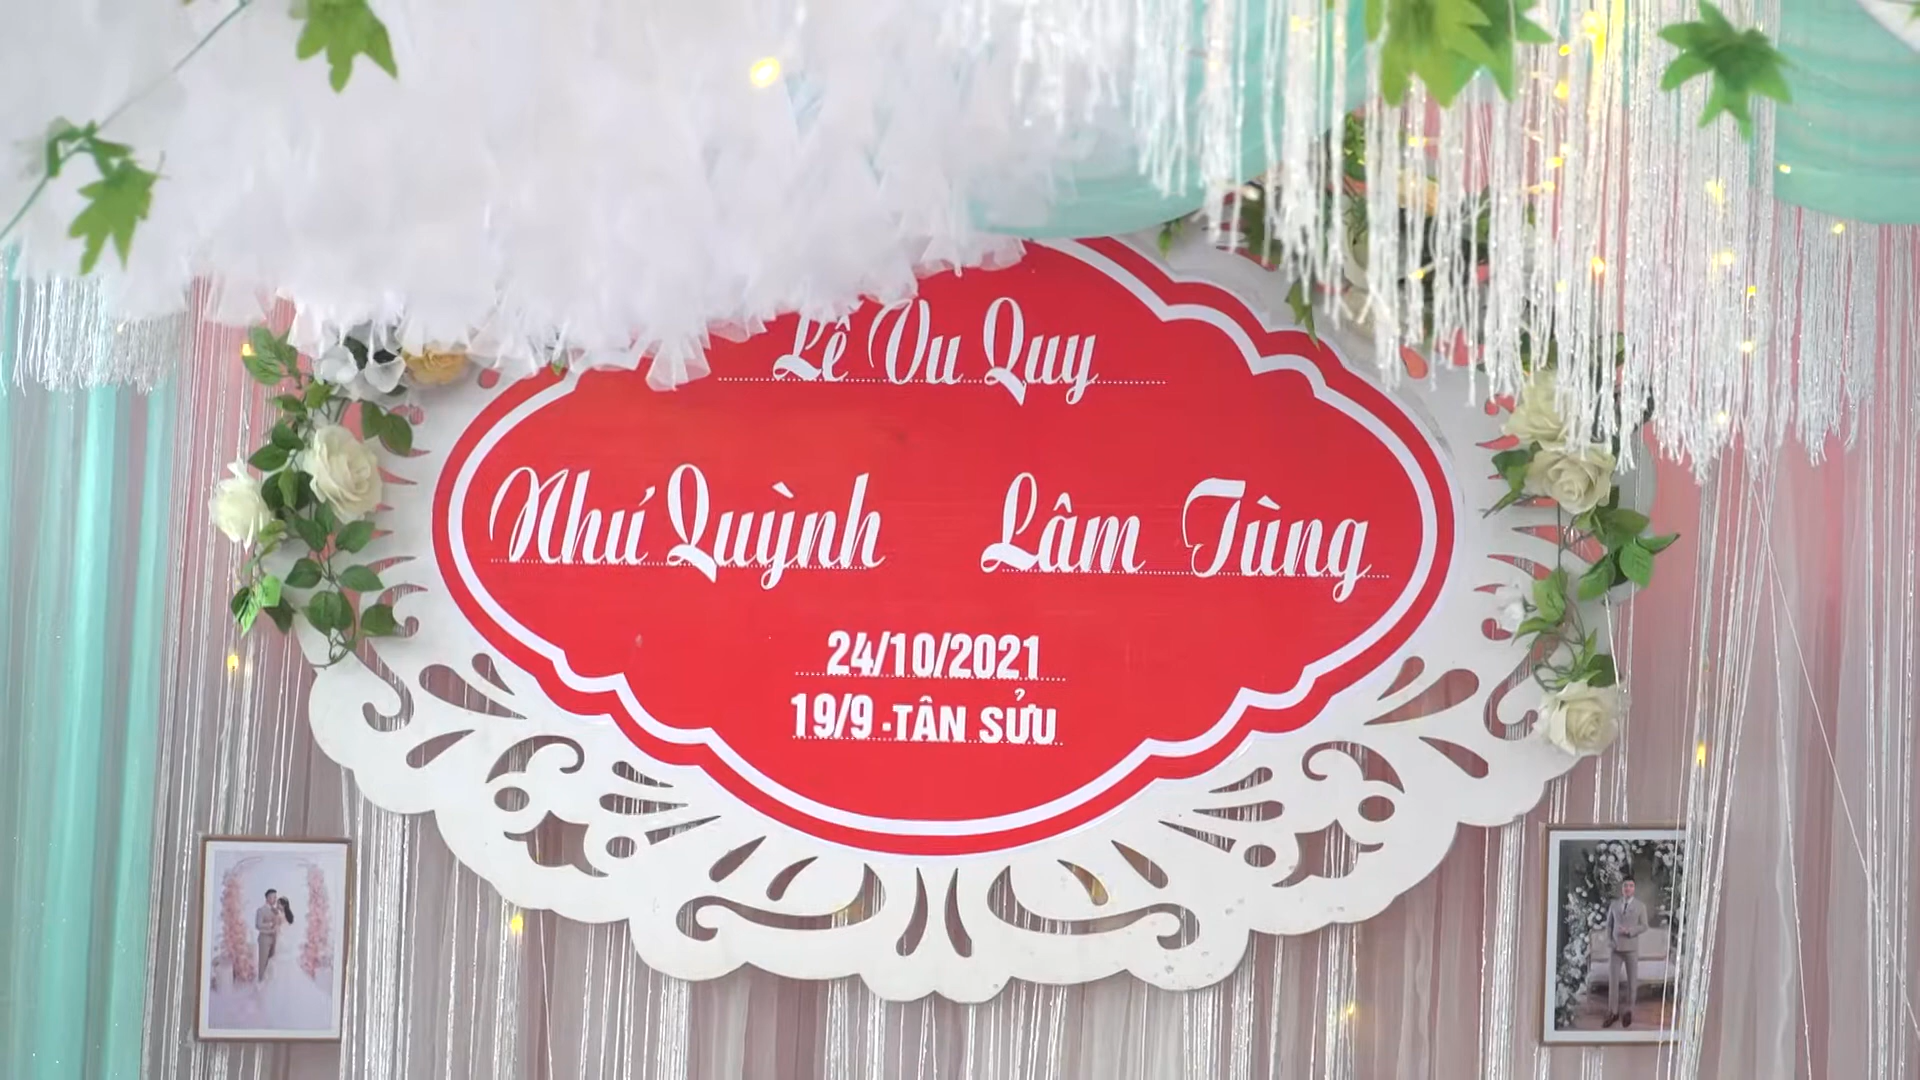 Lễ Vu Quy
Như Quỳnh Lâm Tùng
24/10/2021
19/9 -TÂN SỬU